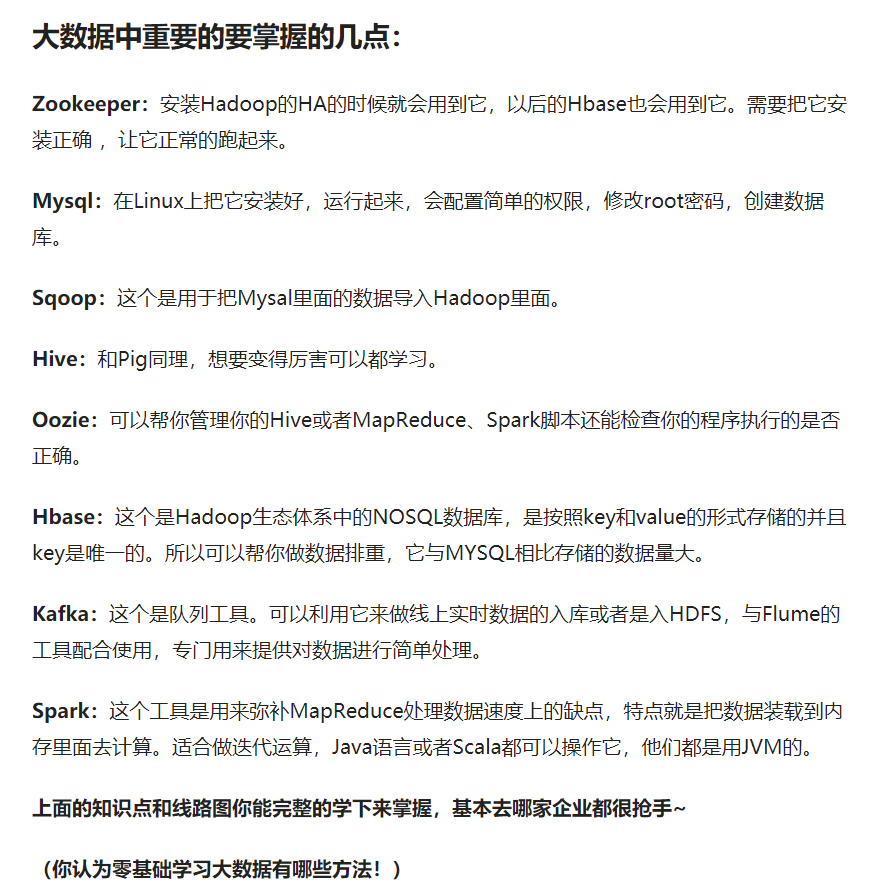 大数据中重要的要掌握的几点：
Zookeeper：安装Hadoop的HA的时候就会用到它，以后的Hbase也会用到它。需要把它安
装正确 ，让它正常的跑起来。
Mysql：在Linux上把它安装好，运行起来，会配置简单的权限，修改root密码，创建数据
库。
Sqoop：这个是用于把Mysal里面的数据导入Hadoop里面。
Hive：和Pig同理，想要变得厉害可以都学习。
Oozie：可以帮你管理你的Hive或者MapReduce、Spark脚本还能检查你的程序执行的是否
正确。
Hbase：这个是Hadoop生态体系中的NOSQL数据库，是按照key和value的形式存储的并且
key是唯一的。所以可以帮你做数据排重，它与MYSQL相比存储的数据量大。
Kafka：这个是队列工具。可以利用它来做线上实时数据的入库或者是入HDFS，与Flume的
工具配合使用，专门用来提供对数据进行简单处理。
Spark：这个工具是用来弥补MapReduce处理数据速度上的缺点，特点就是把数据装载到内
存里面去计算。适合做迭代运算，Java语言或者Scala都可以操作它，他们都是用JVM的。
上面的知识点和线路图你能完整的学下来掌握，基本去哪家企业都很抢手~
（你认为零基础学习大数据有哪些方法！）